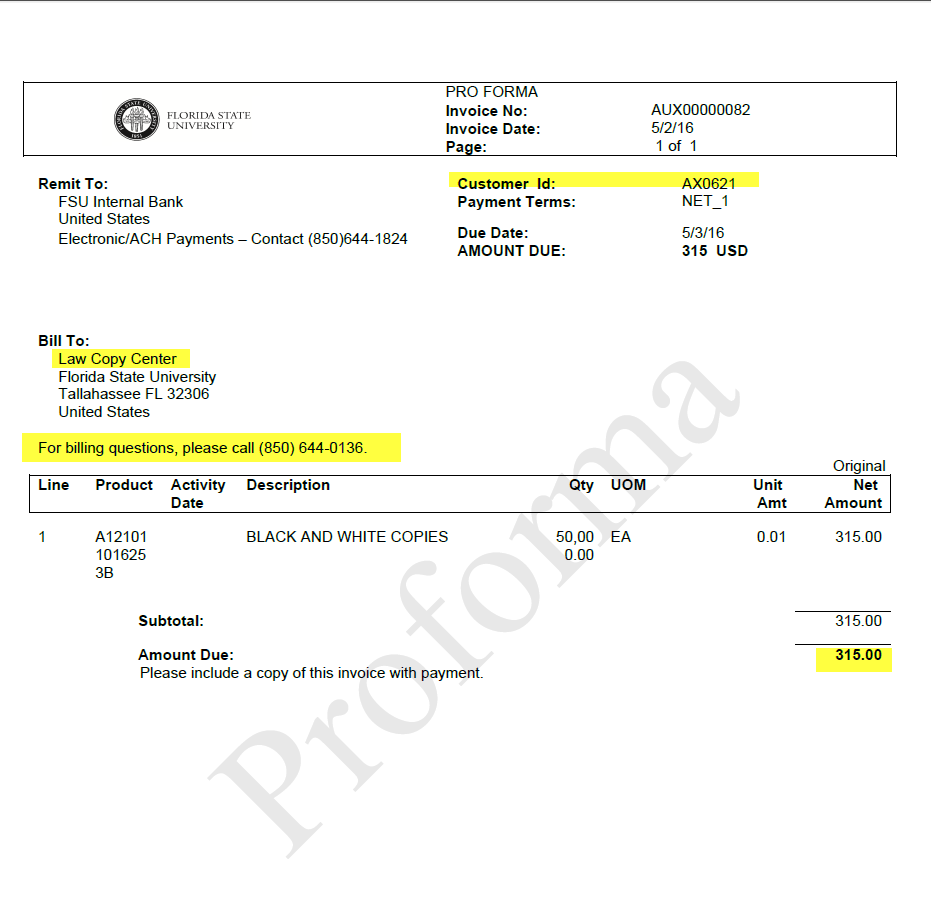 FLORIDA STATE
UNIVERSITY
PRO FORMA
Invoice No: AUX00000082
Invoice Date: 5/2/16
Page: 1 of 1
Remit To:
FSU Internal Bank
United States
Electronic/ACH Payments – Contact (850)644-1824
Customer Id: AX0621
Payment Terms: NET_1
Due Date: 5/3/16
AMOUNT DUE: 315 USD
Bill To:
Law Copy Center
Florida State University
Tallahassee FL 32306
United States
For billing questions, please call (850) 644-0136.
Original
Line Product Activity Description Qty UOM Unit Net
Date Amt Amount
1 A12101 BLACK AND WHITE COPIES 50,00 EA 0.01 315.00
101625 0.00
3B
Subtotal: 315.00
Amount Due: 315.00
Please include a copy of this invoice with payment.
Proforma